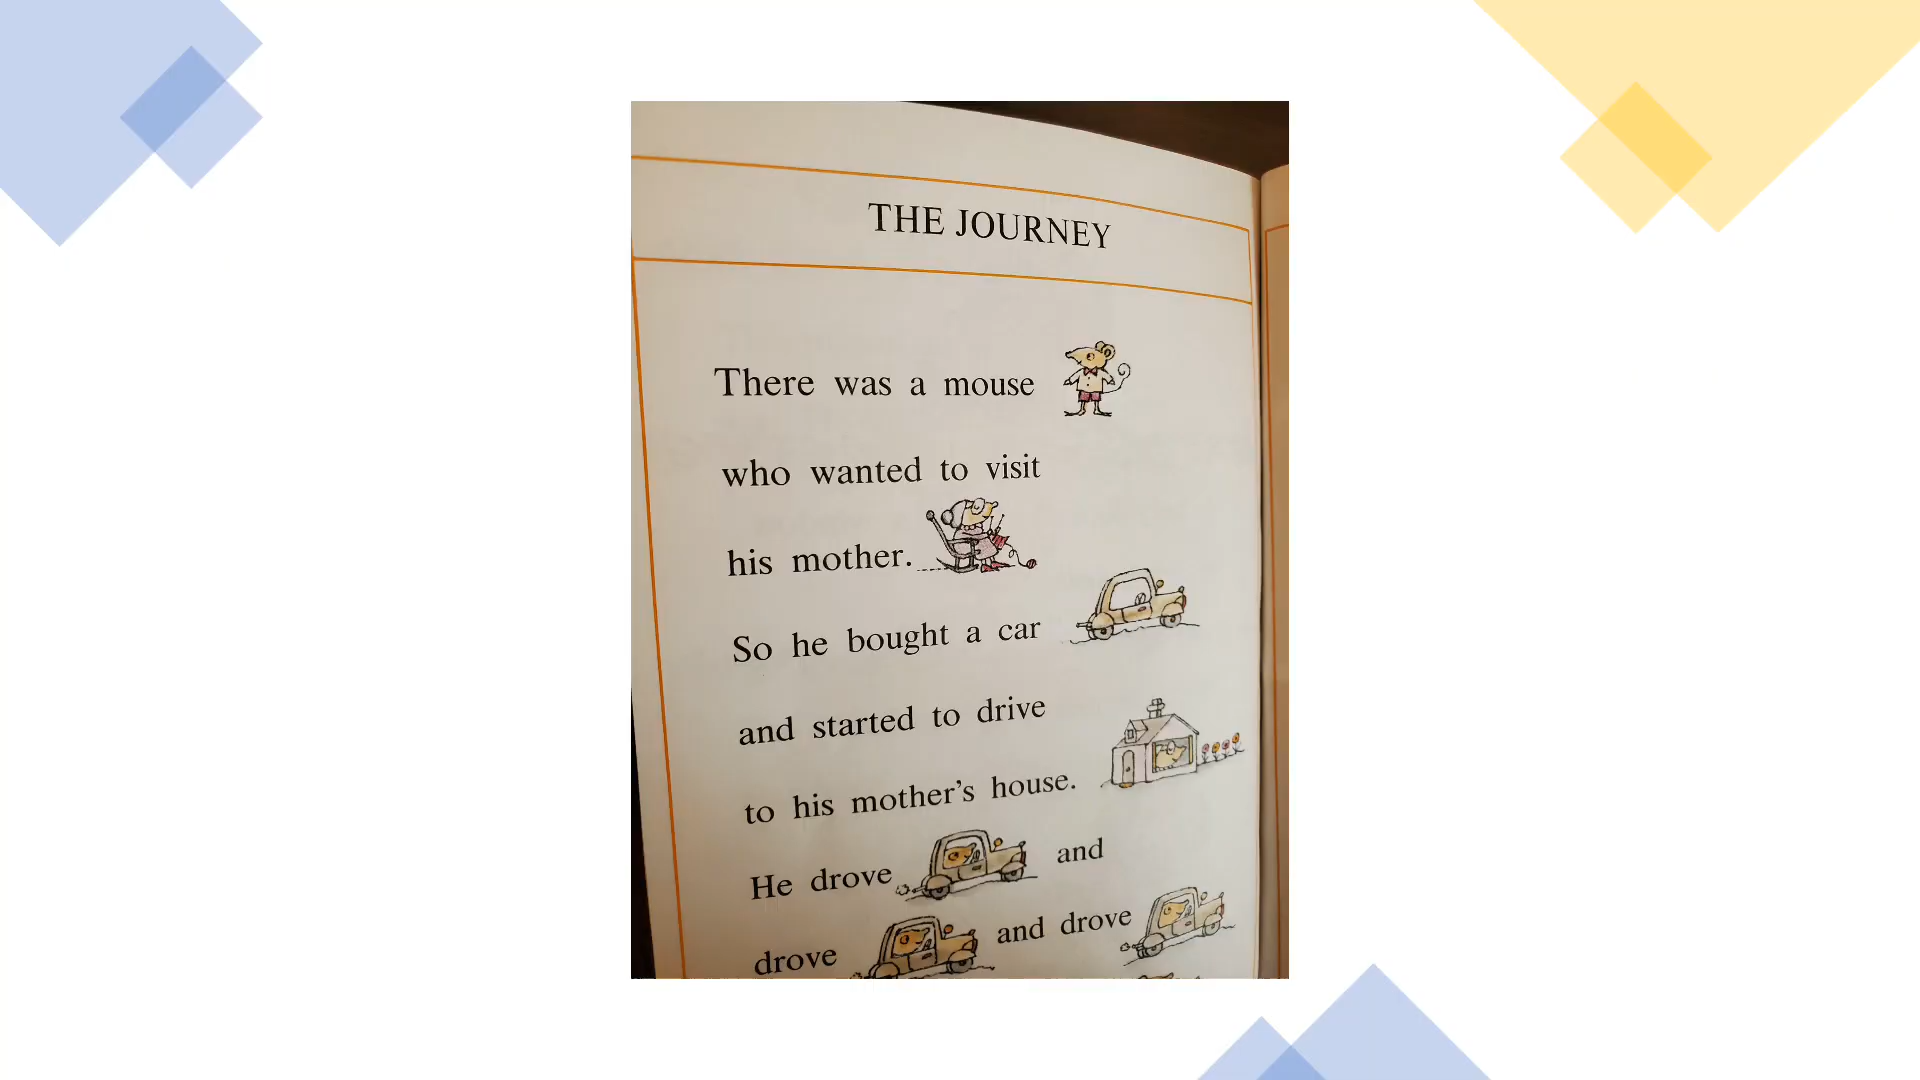 THE JOURNEY
There was a mouse
who wanted to visit
his mother.
So he bought a car
and started to drive
to his mother's house.
He drove and
drove and drove